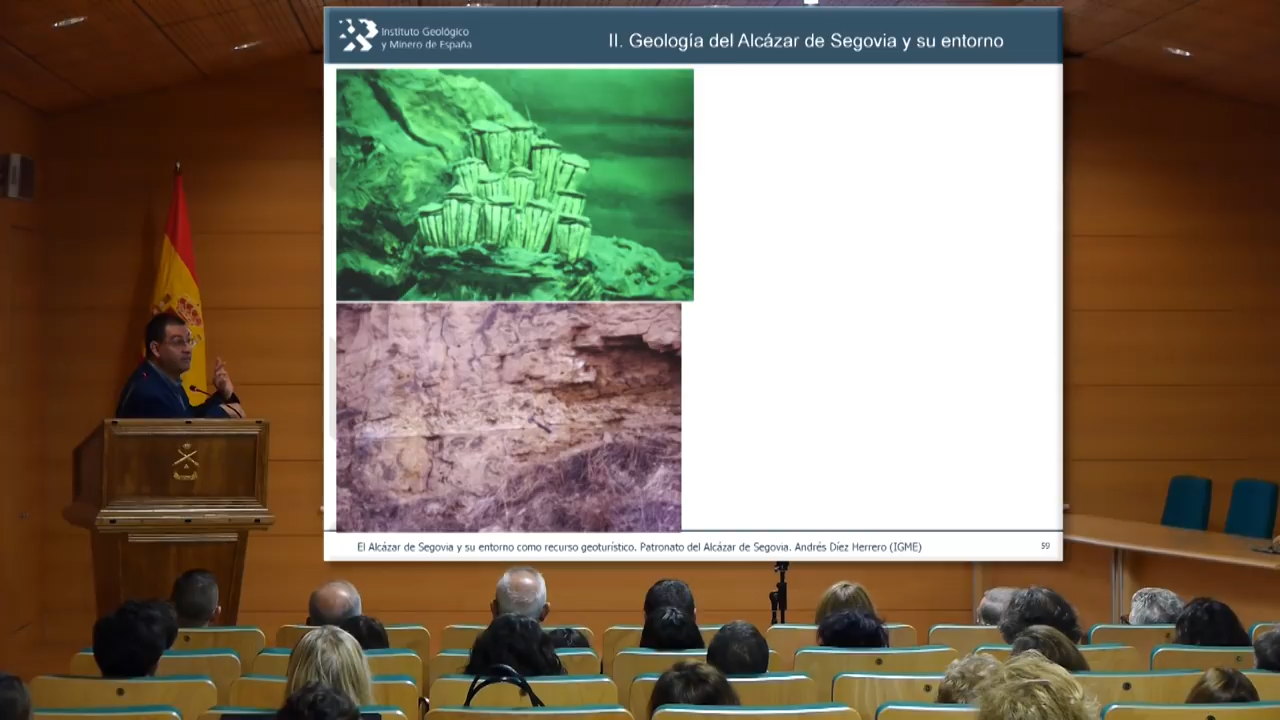 Instituto Geológico
y Minero de España
II. Geología del Alcázar de Segovia y su entorno
El Alcázar de Segovia y su entorno como recurso geoturístico. Patronato del Alcázar de Segovia. Andrés Díez Herrero (IGME)
59